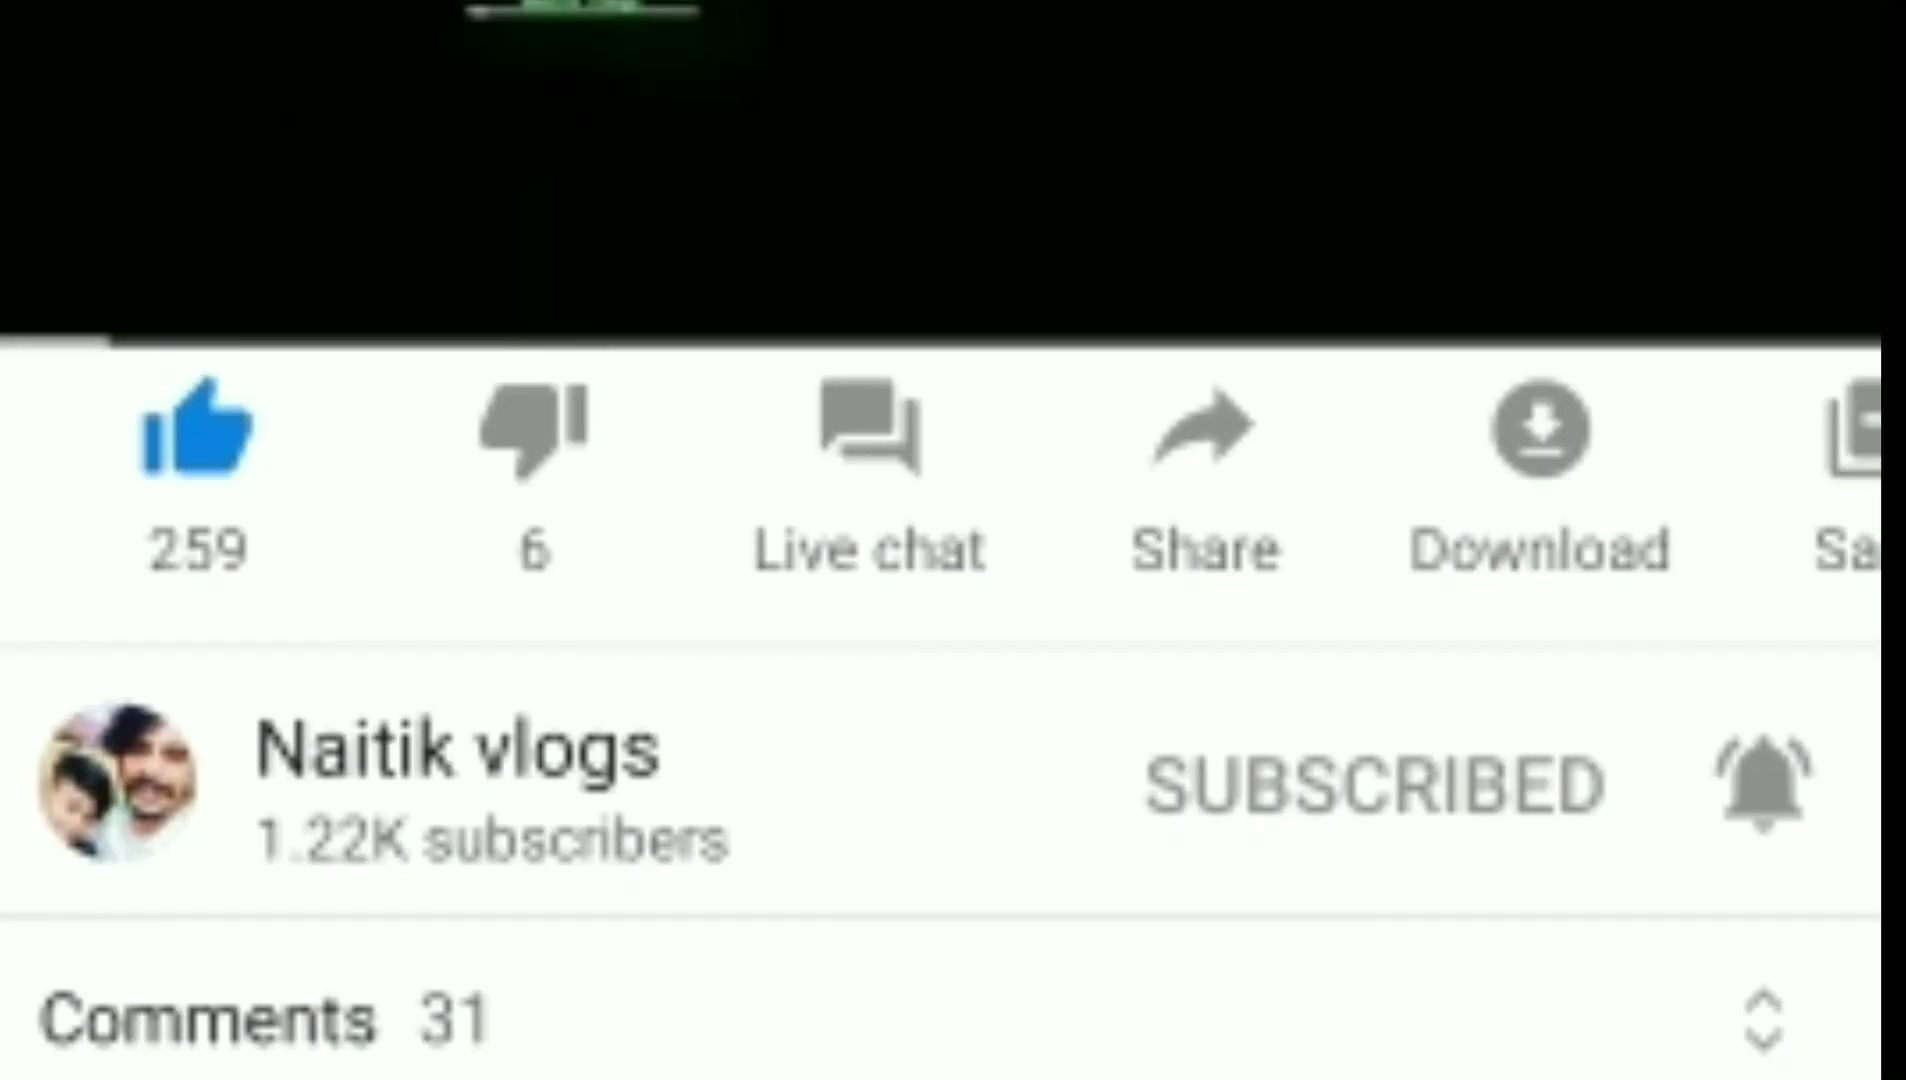 259 6 Live chat Share Download Sa
Naitik vlogs
1.22K subscribers
SUBSCRIBED
Comments 31